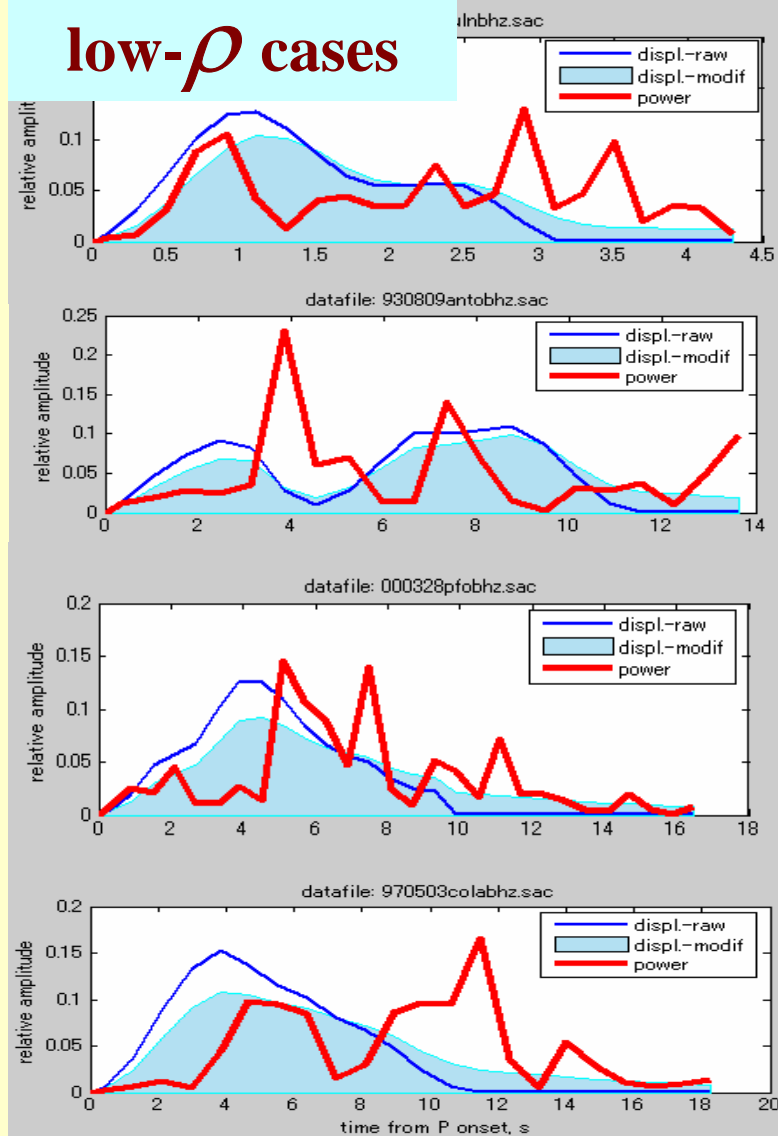 low-ρ cases
ulnbhz.sac
displ.-raw
displ.-modif
power
relative amplitude
0.1
0.05
0
0 0.5 1 1.5 2 2.5 3 3.5 4 4.5
datafile: 930809antobhz.sac
displ.-raw
displ.-modif
power
relative amplitude
0.25
0.2
0.15
0.1
0.05
0
0 2 4 6 8 10 12 14
datafile: 000328pfobhz.sac
displ.-raw
displ.-modif
power
relative amplitude
0.2
0.15
0.1
0.05
0
0 2 4 6 8 10 12 14 16 18
datafile: 970503colabhz.sac
displ.-raw
displ.-modif
power
relative amplitude
0.2
0.15
0.1
0.05
0
0 2 4 6 8 10 12 14 16 18 20
time from P onset, s